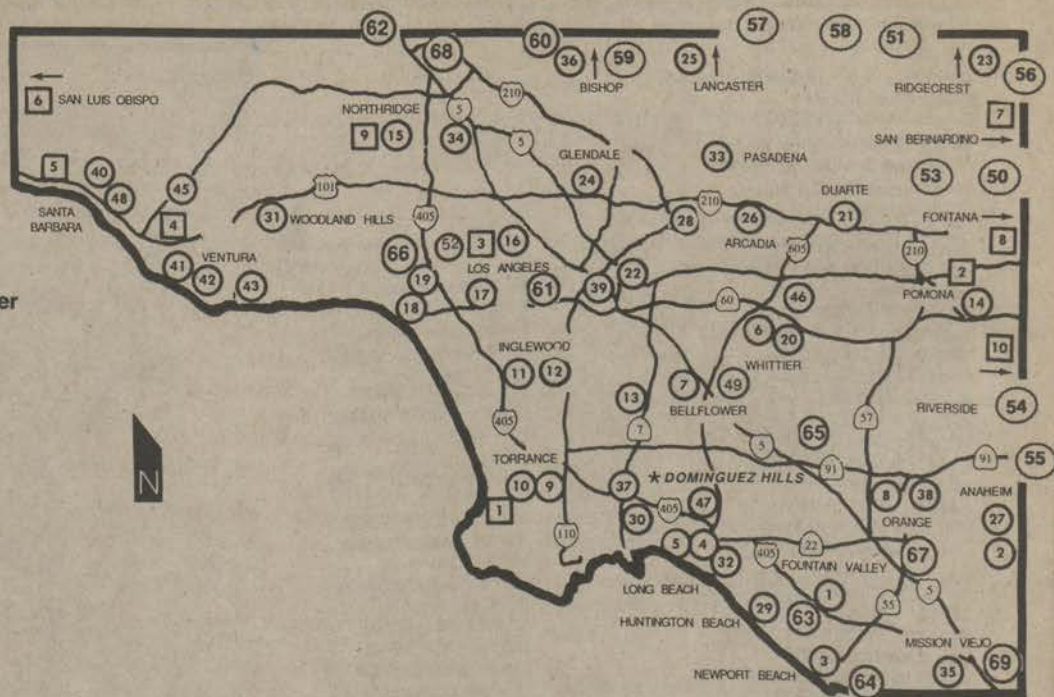 62 68 60 36 59 25 57 58 51 23 56
BISHOP LANCASTER RIDGECREST
6 SAN LUIS OBISPO
210
7
NORTHRIDGE
5
9 15 34 5
SAN BERNARDINO
GLENDALE 33 PASADENA
24
53 50
5 40 48 45 101
DUARTE
SANTA BARBARA
4 31 WOODLAND HILLS 405
28 210 26 21 FONTANA
ARCADIA 605 210 8
VENTURA
66 52 3 16
LOS ANGELES
41 42 43
19 17 61 39 22
2
POMONA
14
er
18
60 46
6 20
WHITTIER
10
INGLEWOOD
11 12
13 7 49
BELLFLOWER
RIVERSIDE 54
405 7 65 57
5 91 91 55
N
TORRANCE
10 9 37 * DOMINGUEZ HILLS
1 30 405 47
8 38 ANAHEIM
ORANGE 27
110 5 4 32 405 22
FOUNTAIN VALLEY 67 2
LONG BEACH
1 55 5
HUNTINGTON BEACH 29 63
MISSION VIEJO
NEWPORT BEACH 3 64 35 69